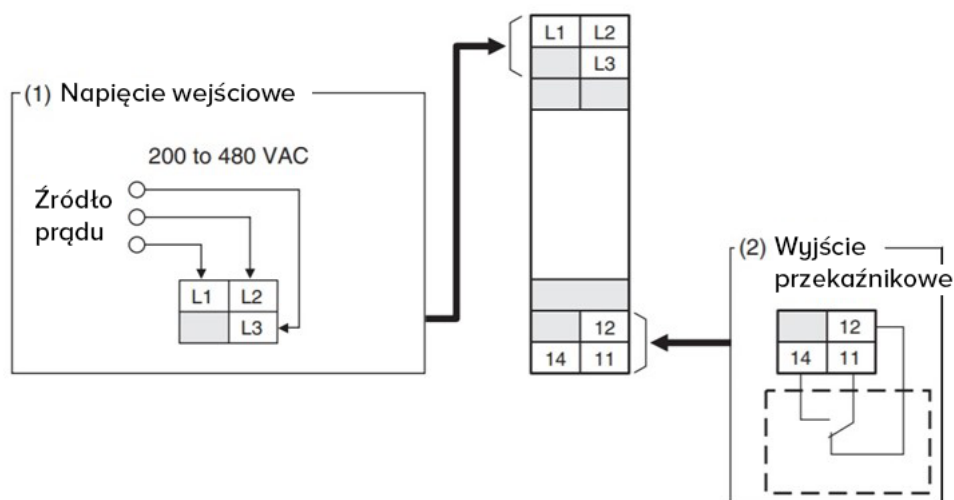 (1) Napięcie wejściowe
200 to 480 VAC
Źródło
prądu
L1 L2
L3
L1 L2
L3
12
14 11
(2) Wyjście
przekaźnikowe
12
14 11